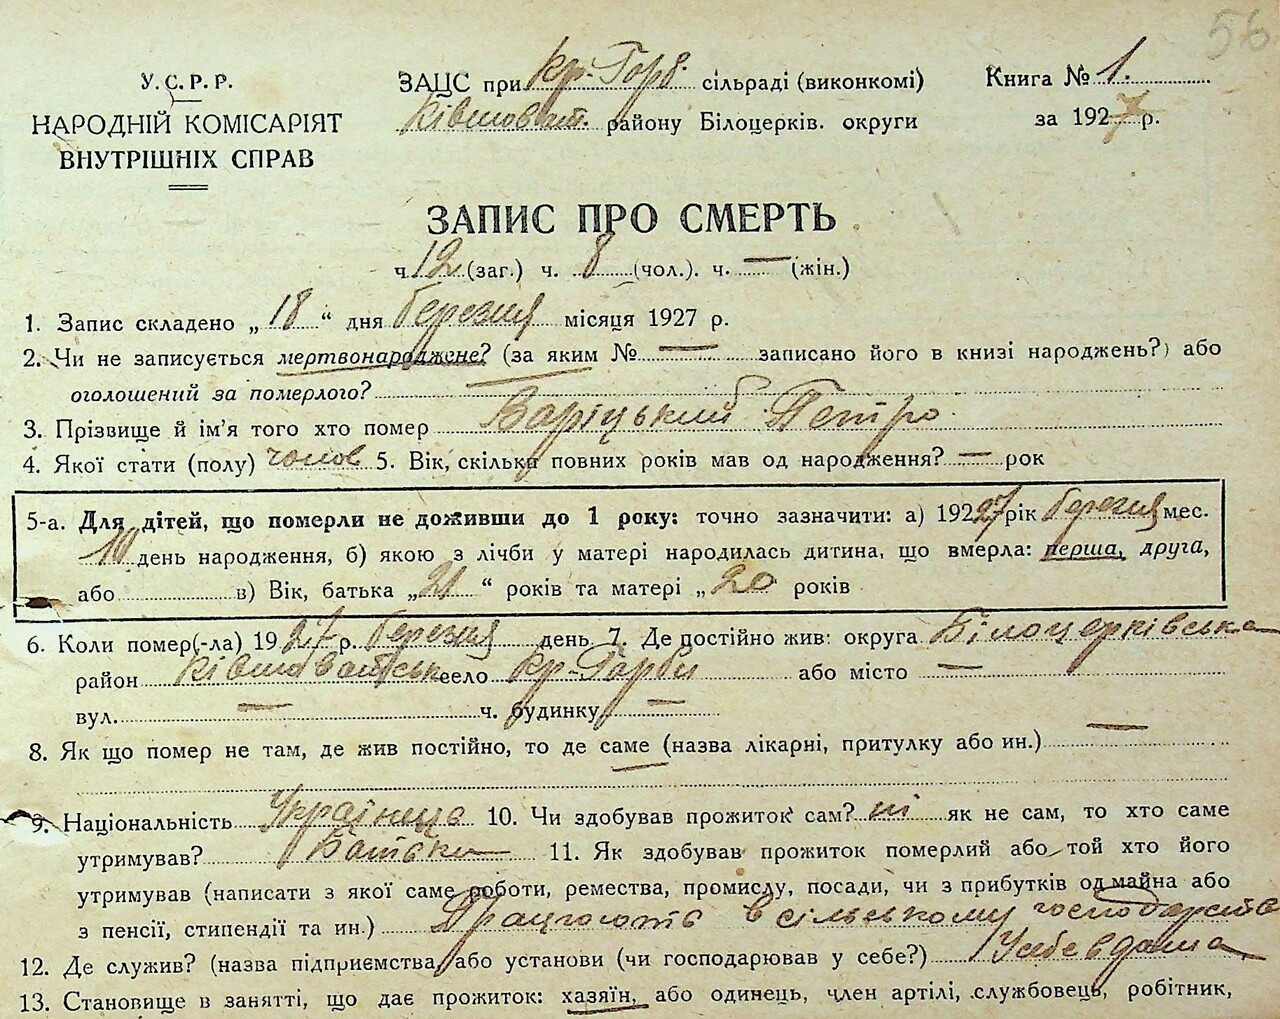 56
У.С.Р.Р.
НАРОДНІЙ КОМІСАРІЯТ
ВНУТРІШНІХ СПРАВ
ЗАЦС при Кр-Горб. сільраді (виконкомі)
Ківшоват. району Білоцерків. округи
Книга № 1.
за 1927 р.
ЗАПИС ПРО СМЕРТЬ
ч 12 (заг.) ч. 8 (чол.). ч. — (жін.)
1. Запис складено „ 18 “ дня березня місяця 1927 р.
2. Чи не записується мертвонароджене? (за яким № — записано його в книзі народжень?) або
оголошений за померлого?
3. Прізвище й ім'я того хто помер Заріцький Петро
4. Якої стати (полу) чолов 5. Вік, скільки повних років мав од народження? — рок
5-а. Для дітей, що померли не доживши до 1 року: точно зазначити: а) 19227 рік березня мес.
10 день народження, б) якою з лічби у матері народилась дитина, що вмерла: перша, друга,
або в) Вік, батька „ 21 “ років та матері „ 20 років
6. Коли помер(-ла) 1927 р. березня день 7. Де постійно жив: округа Білоцерківська
район Ківшоватськ село Кр-Горби або місто —
вул. — ч. будинку —
8. Як що помер не там, де жив постійно, то де саме (назва лікарні, притулку або ин.) —
9. Національність Українець 10. Чи здобував прожиток сам? ні як не сам, то хто саме
утримував? Батьки 11. Як здобував прожиток померлий або той хто його
утримував (написати з якої саме роботи, ремества, промислу, посади, чи з прибутків од майна або
з пенсії, стипендії та ин.) Працюють в сільському господарстві
12. Де служив? (назва підприємства або установи (чи господарював у себе?) У себе вдома
13. Становище в занятті, що дає прожиток: хазяїн, або одинець, член артілі, службовець, робітник,